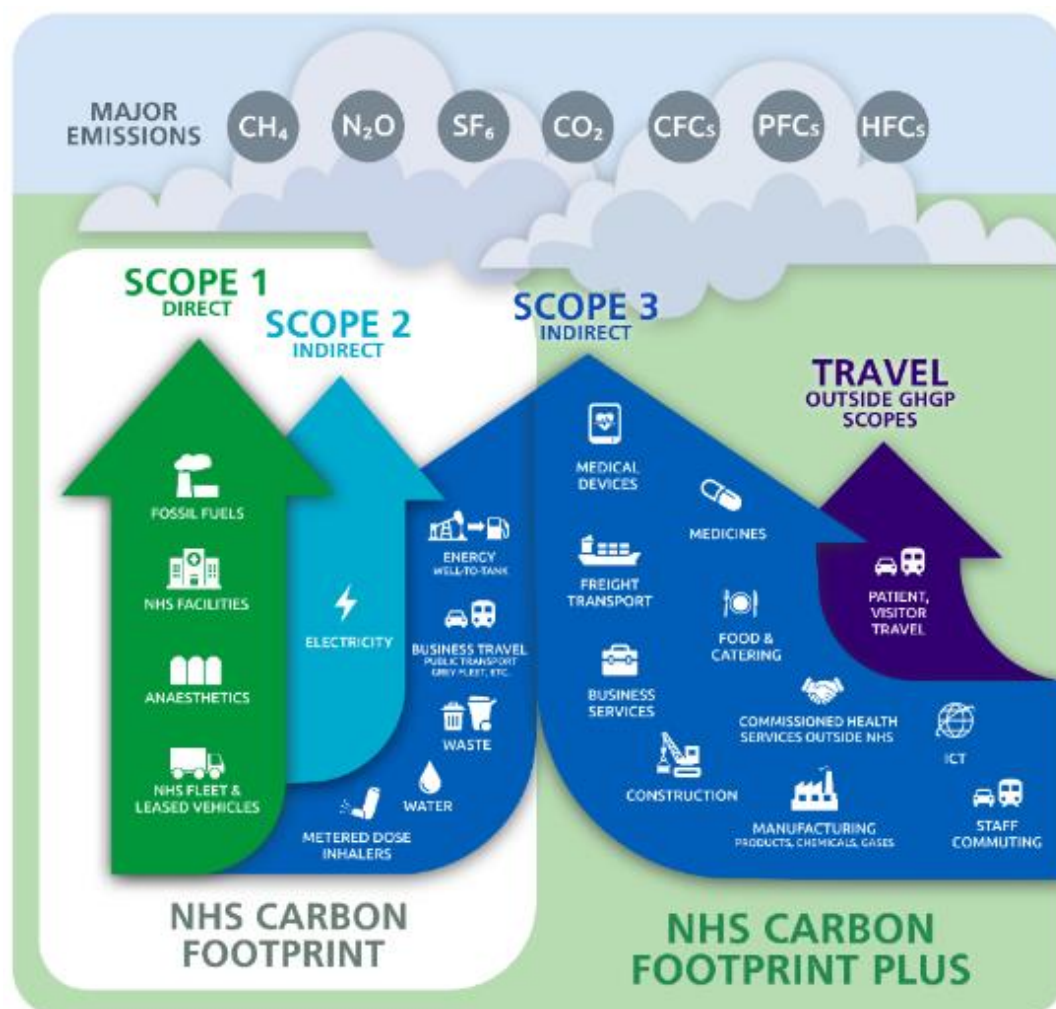 MAJOR
EMISSIONS
CH₄
N₂O
SF₆
CO₂
CFCs
PFCs
HFCs
SCOPE 1
DIRECT
SCOPE 2
INDIRECT
SCOPE 3
INDIRECT
TRAVEL
OUTSIDE GHGP
SCOPES
FOSSIL FUELS
NHS FACILITIES
ANAESTHETICS
NHS FLEET &
LEASED VEHICLES
ELECTRICITY
ENERGY
WELL-TO-TANK
BUSINESS TRAVEL
PUBLIC TRANSPORT
GREY FLEET, ETC.
WASTE
WATER
METERED DOSE
INHALERS
MEDICAL
DEVICES
MEDICINES
FREIGHT
TRANSPORT
FOOD &
CATERING
BUSINESS
SERVICES
COMMISSIONED HEALTH
SERVICES OUTSIDE NHS
CONSTRUCTION
MANUFACTURING
PRODUCTS, CHEMICALS, GASES
ICT
STAFF
COMMUTING
PATIENT,
VISITOR
TRAVEL
NHS CARBON
FOOTPRINT
NHS CARBON
FOOTPRINT PLUS